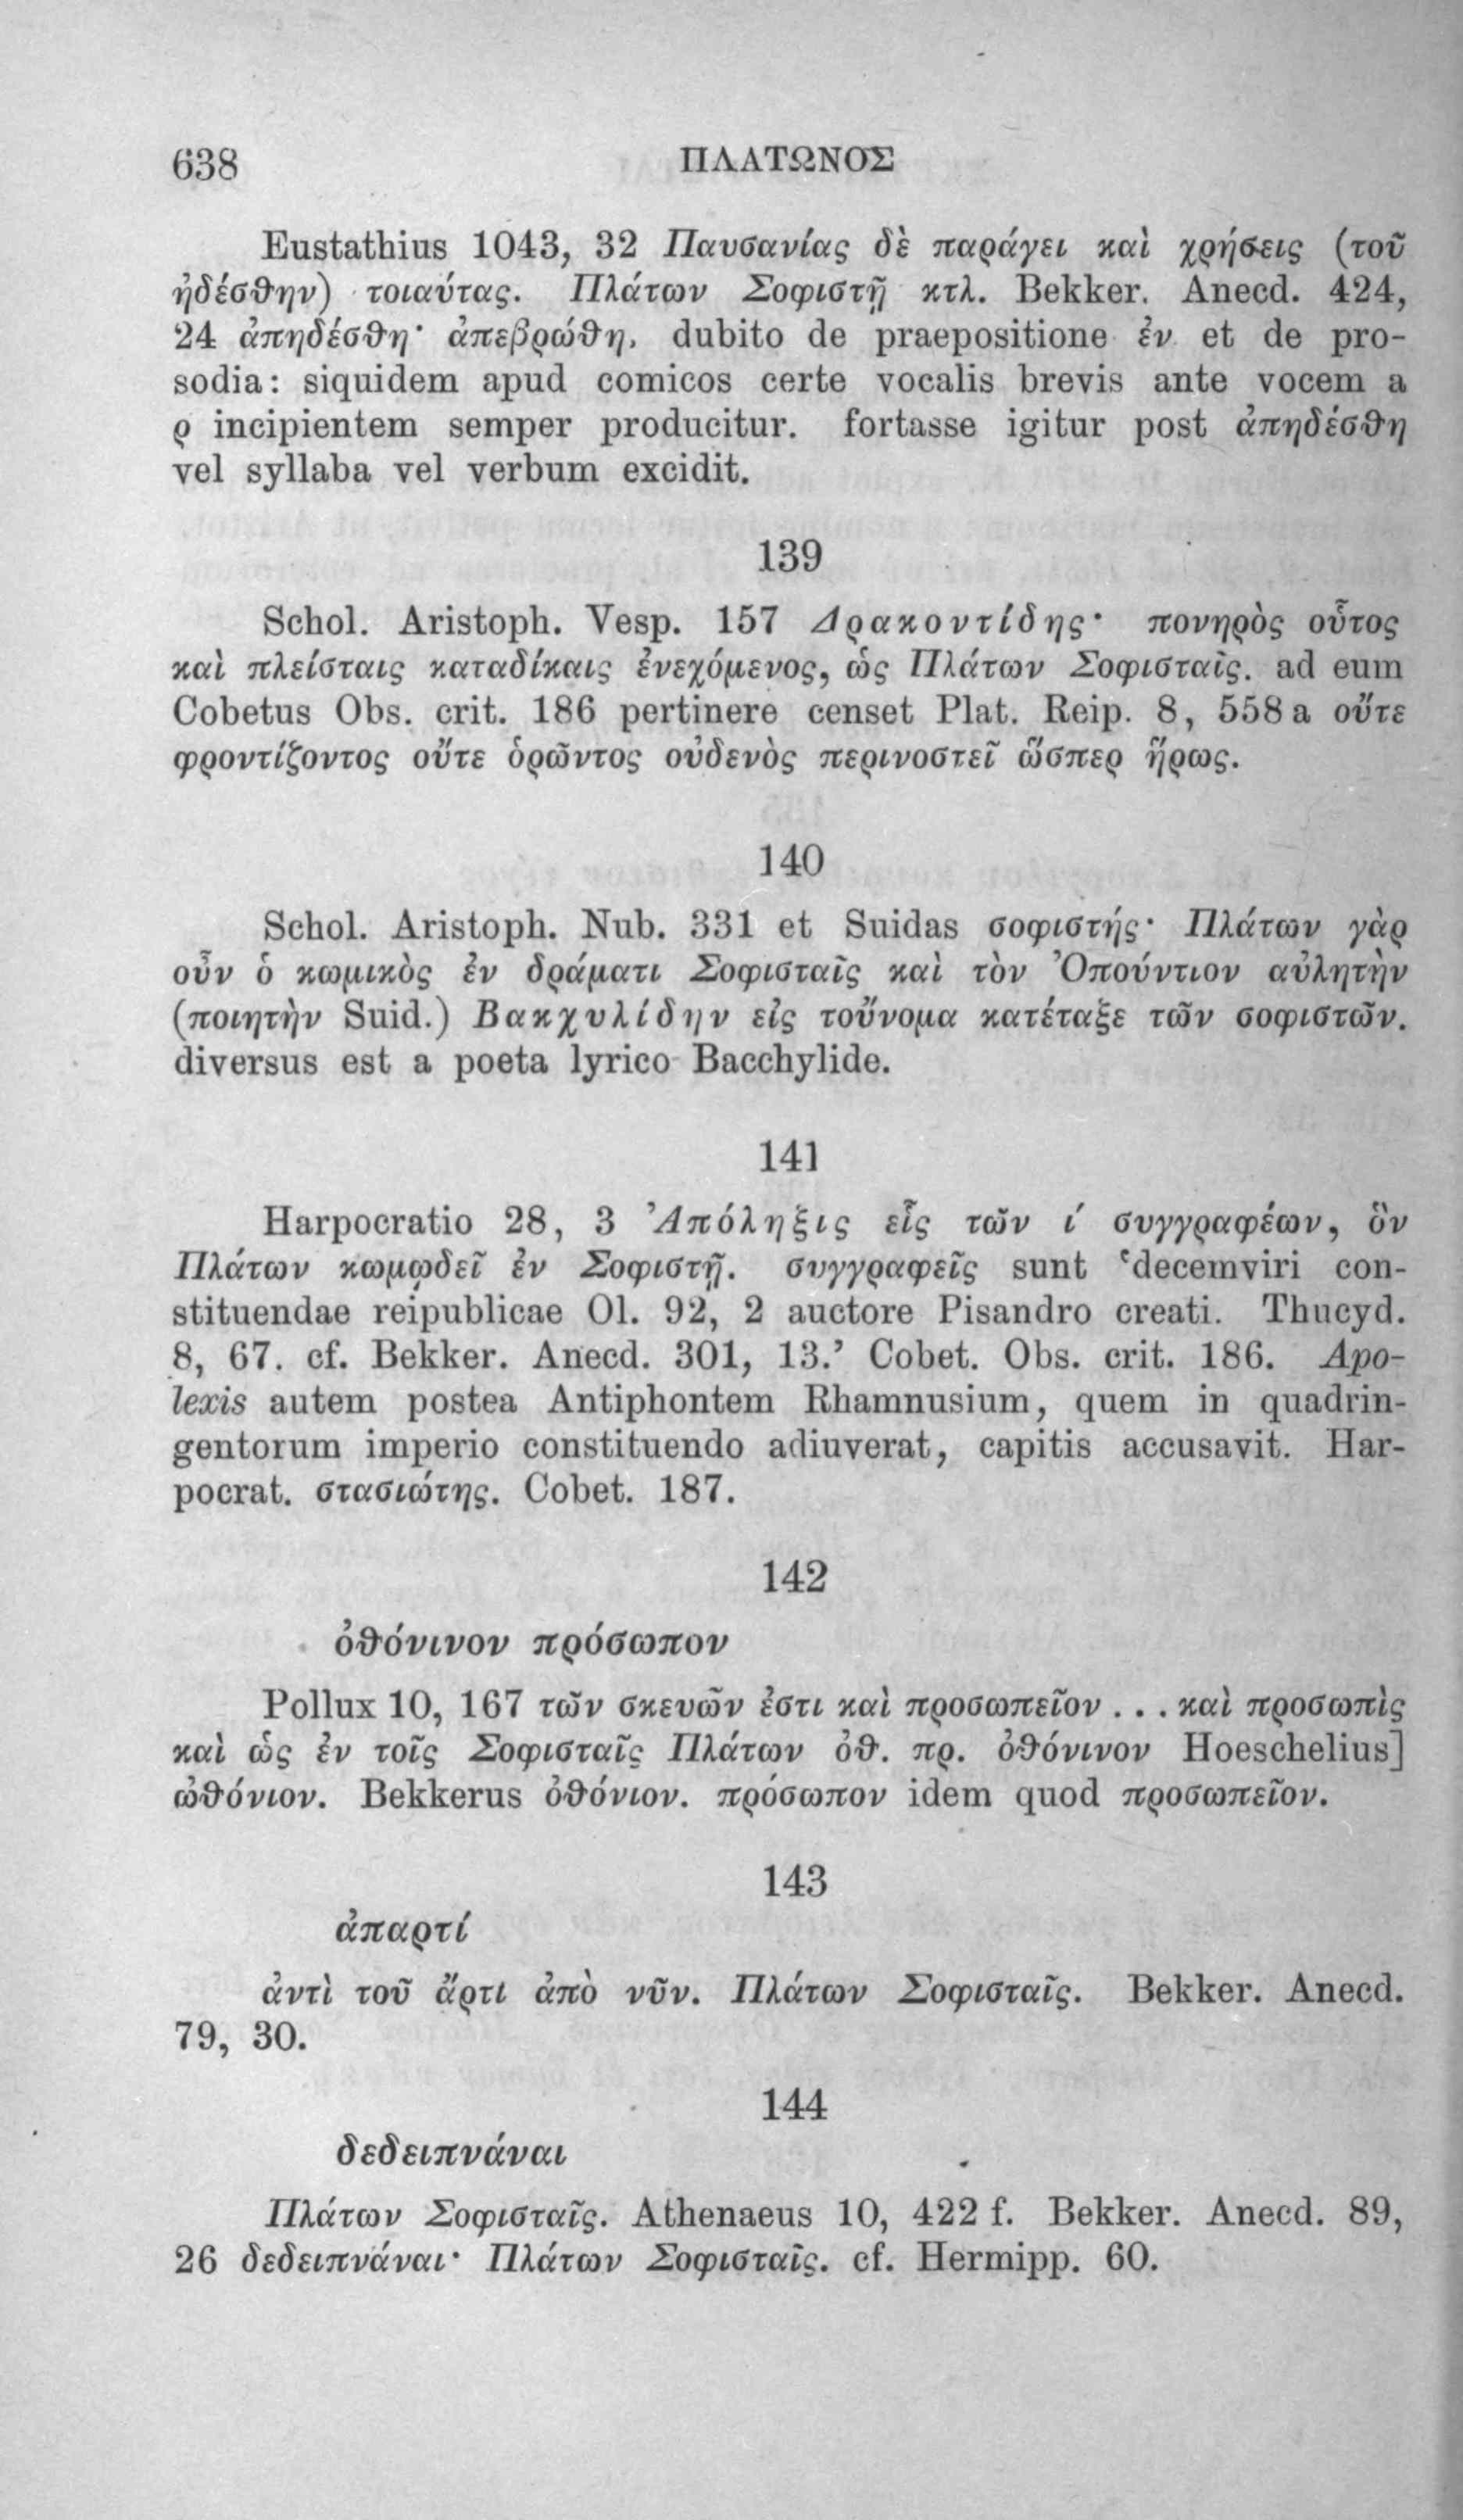 638
ΠΛΑΤΩΝΟΣ
Eustathius 1043, 32 Παυσανίας δὲ παράγει καὶ χρήσεις (τοῦ
ἠδέσθην) τοιαύτας. Πλάτων Σοφιστῇ κτλ. Bekker. Anecd. 424,
24 ἀπηδέσθη· ἀπεβρώθη. dubito de praepositione ἐν et de pro-
sodia: siquidem apud comicos certe vocalis brevis ante vocem a
ρ incipientem semper producitur. fortasse igitur post ἀπηδέσθη
vel syllaba vel verbum excidit.
139
Schol. Aristoph. Vesp. 157 Δρακοντίδης· πονηρὸς οὗτος
καὶ πλείσταις καταδίκαις ἐνεχόμενος, ὡς Πλάτων Σοφισταῖς. ad eum
Cobetus Obs. crit. 186 pertinere censet Plat. Reip. 8, 558 a οὔτε
φροντίζοντος οὔτε ὁρῶντος οὐδενὸς περινοστεῖ ὥσπερ ἥρως.
140
Schol. Aristoph. Nub. 331 et Suidas σοφιστής· Πλάτων γὰρ
οὖν ὁ κωμικὸς ἐν δράματι Σοφισταῖς καὶ τὸν Ὀπούντιον αὐλητὴν
(ποιητὴν Suid.) Βακχυλίδην εἰς τοὔνομα κατέταξε τῶν σοφιστῶν.
diversus est a poeta lyrico Bacchylide.
141
Harpocratio 28, 3 Ἀπόληξις εἷς τῶν ί συγγραφέων, ὃν
Πλάτων κωμῳδεῖ ἐν Σοφιστῇ. συγγραφεῖς sunt ‘decemviri con-
stituendae reipublicae Ol. 92, 2 auctore Pisandro creati. Thucyd.
8, 67. cf. Bekker. Anecd. 301, 13.’ Cobet. Obs. crit. 186. Apo-
lexis autem postea Antiphontem Rhamnusium, quem in quadrin-
gentorum imperio constituendo adiuverat, capitis accusavit. Har-
pocrat. στασιώτης. Cobet. 187.
142
ὀθόνινον πρόσωπον
Pollux 10, 167 τῶν σκευῶν ἐστι καὶ προσωπεῖον . . . καὶ προσωπὶς
καὶ ὡς ἐν τοῖς Σοφισταῖς Πλάτων ὀθ. πρ. ὀθόνινον Hoeschelius]
ὠθόνιον. Bekkerus ὀθόνιον. πρόσωπον idem quod προσωπεῖον.
143
ἀπαρτί
ἀντὶ τοῦ ἄρτι ἀπὸ νῦν. Πλάτων Σοφισταῖς. Bekker. Anecd.
79, 30.
144
δεδειπνάναι
Πλάτων Σοφισταῖς. Athenaeus 10, 422 f. Bekker. Anecd. 89,
26 δεδειπνάναι· Πλάτων Σοφισταῖς. cf. Hermipp. 60.